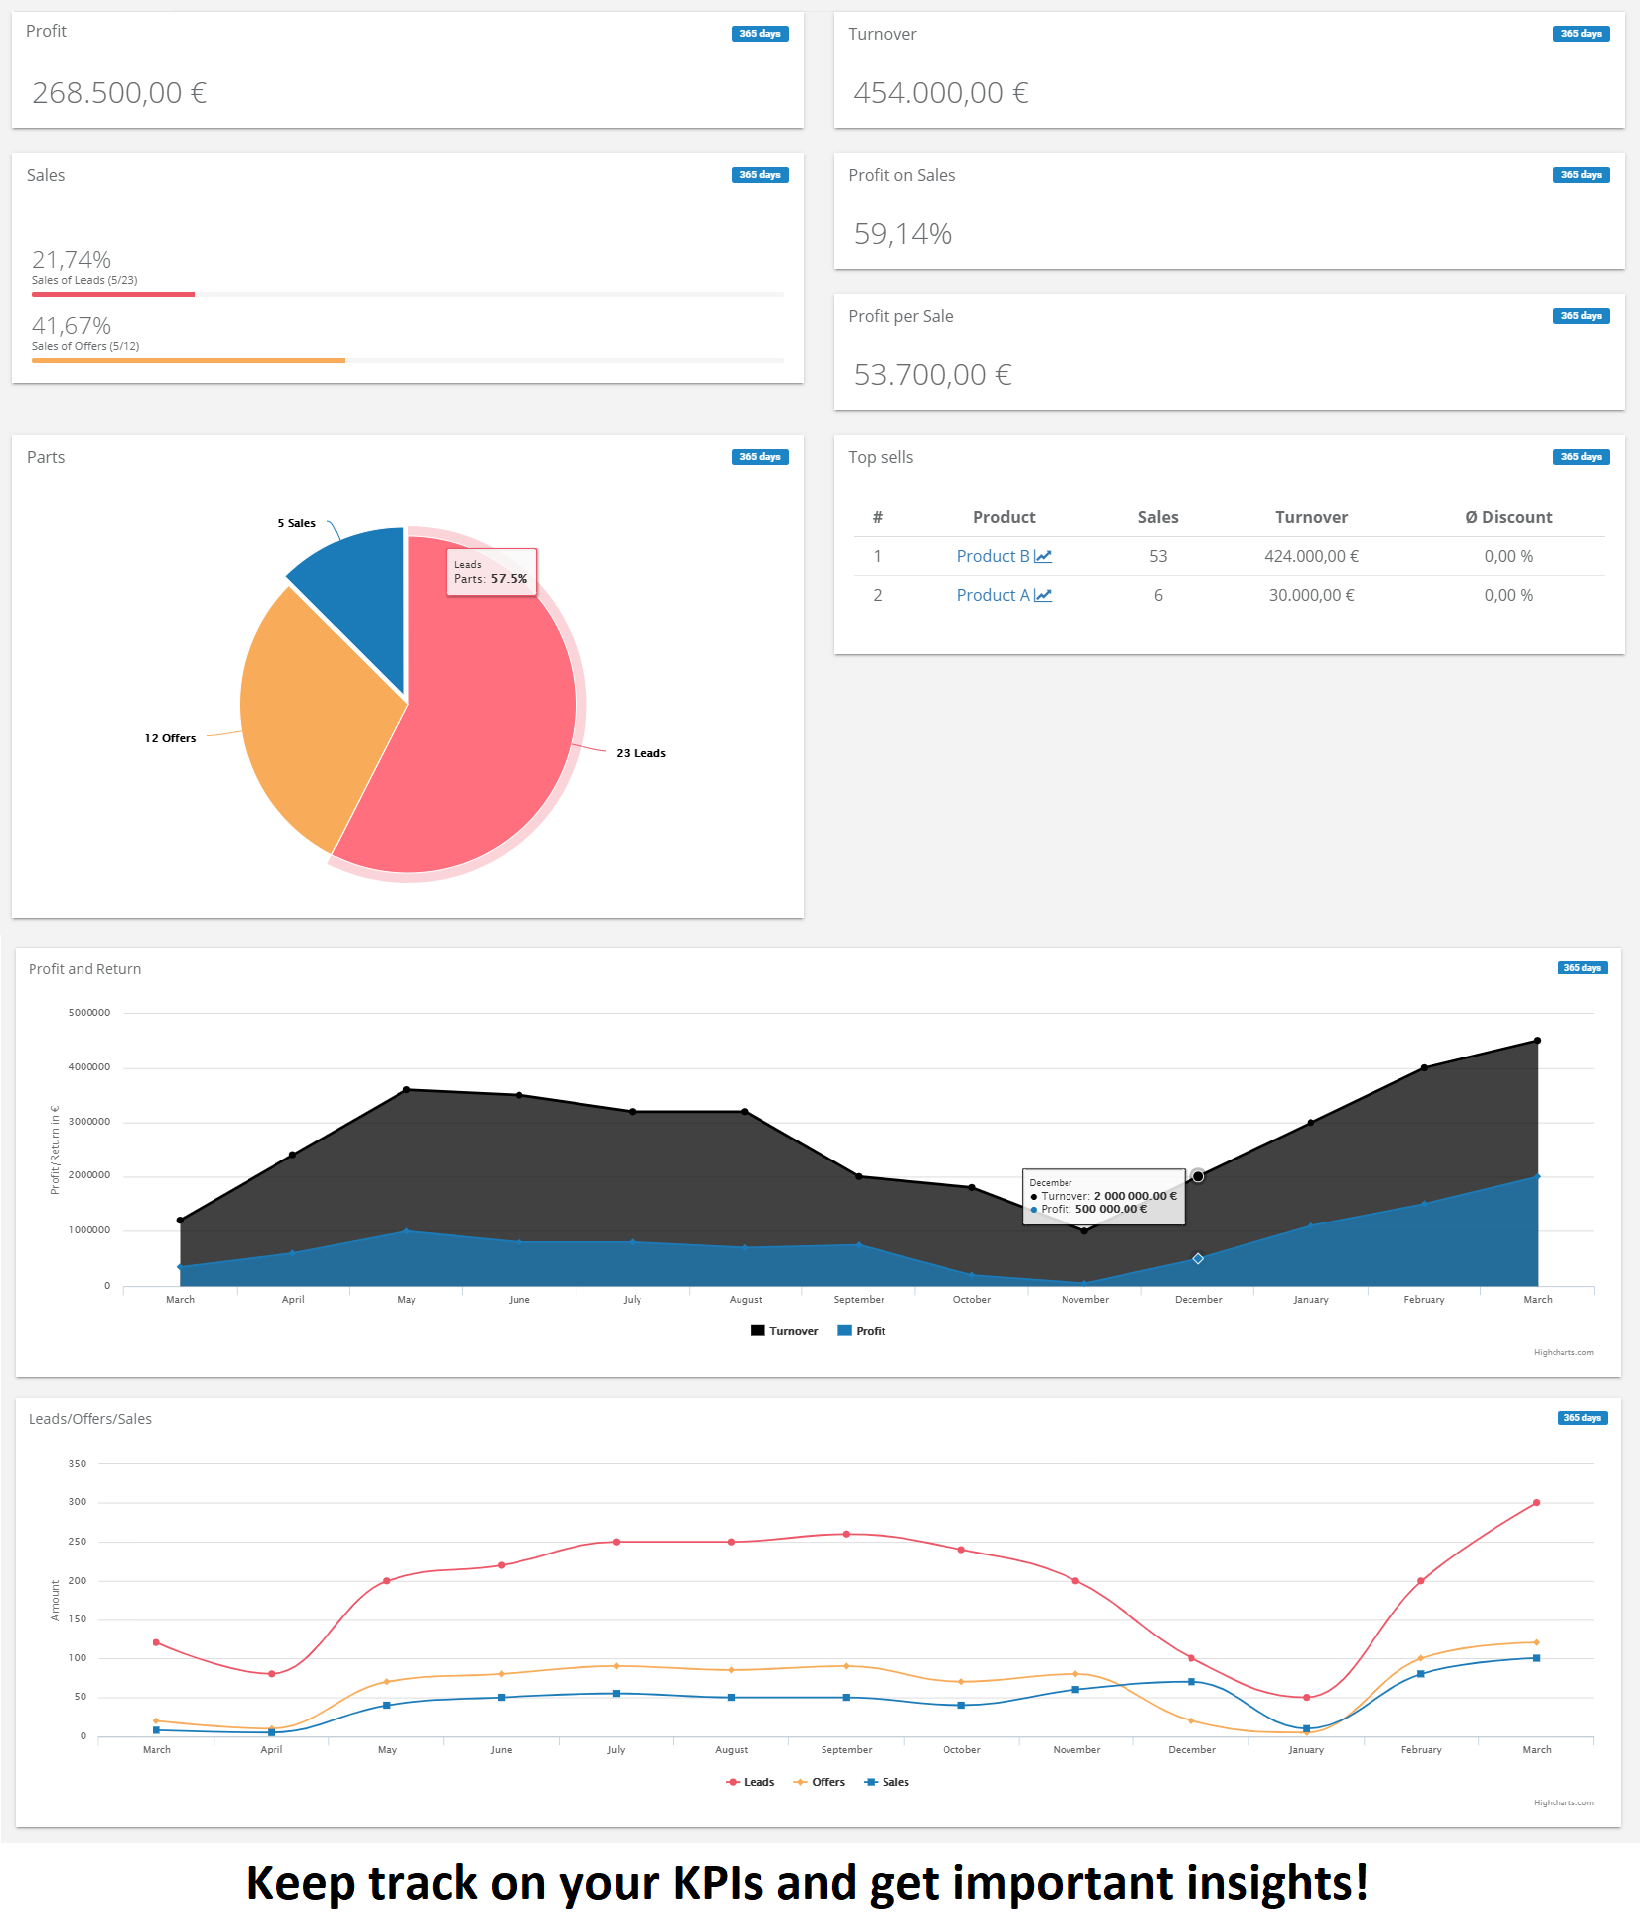 Profit
365 days
268.500,00 €
Turnover
365 days
454.000,00 €
Sales
365 days
21,74%
Sales of Leads (5/23)
41,67%
Sales of Offers (5/12)
Profit on Sales
365 days
59,14%
Profit per Sale
365 days
53.700,00 €
Parts
365 days
5 Sales
Leads
Parts: 57.5%
12 Offers
23 Leads
Top sells
365 days
# Product Sales Turnover Ø Discount
1 Product B 53 424.000,00 € 0,00 %
2 Product A 6 30.000,00 € 0,00 %
Profit and Return
365 days
Profit/Return in €
5000000
4000000
3000000
2000000
1000000
0
December
Turnover: 2 000 000.00 €
Profit: 500 000.00 €
March April May June July August September October November December January February March
Turnover Profit
Highcharts.com
Leads/Offers/Sales
365 days
Amount
350
300
250
200
150
100
50
0
March April May June July August September October November December January February March
Leads Offers Sales
Highcharts.com
Keep track on your KPIs and get important insights!